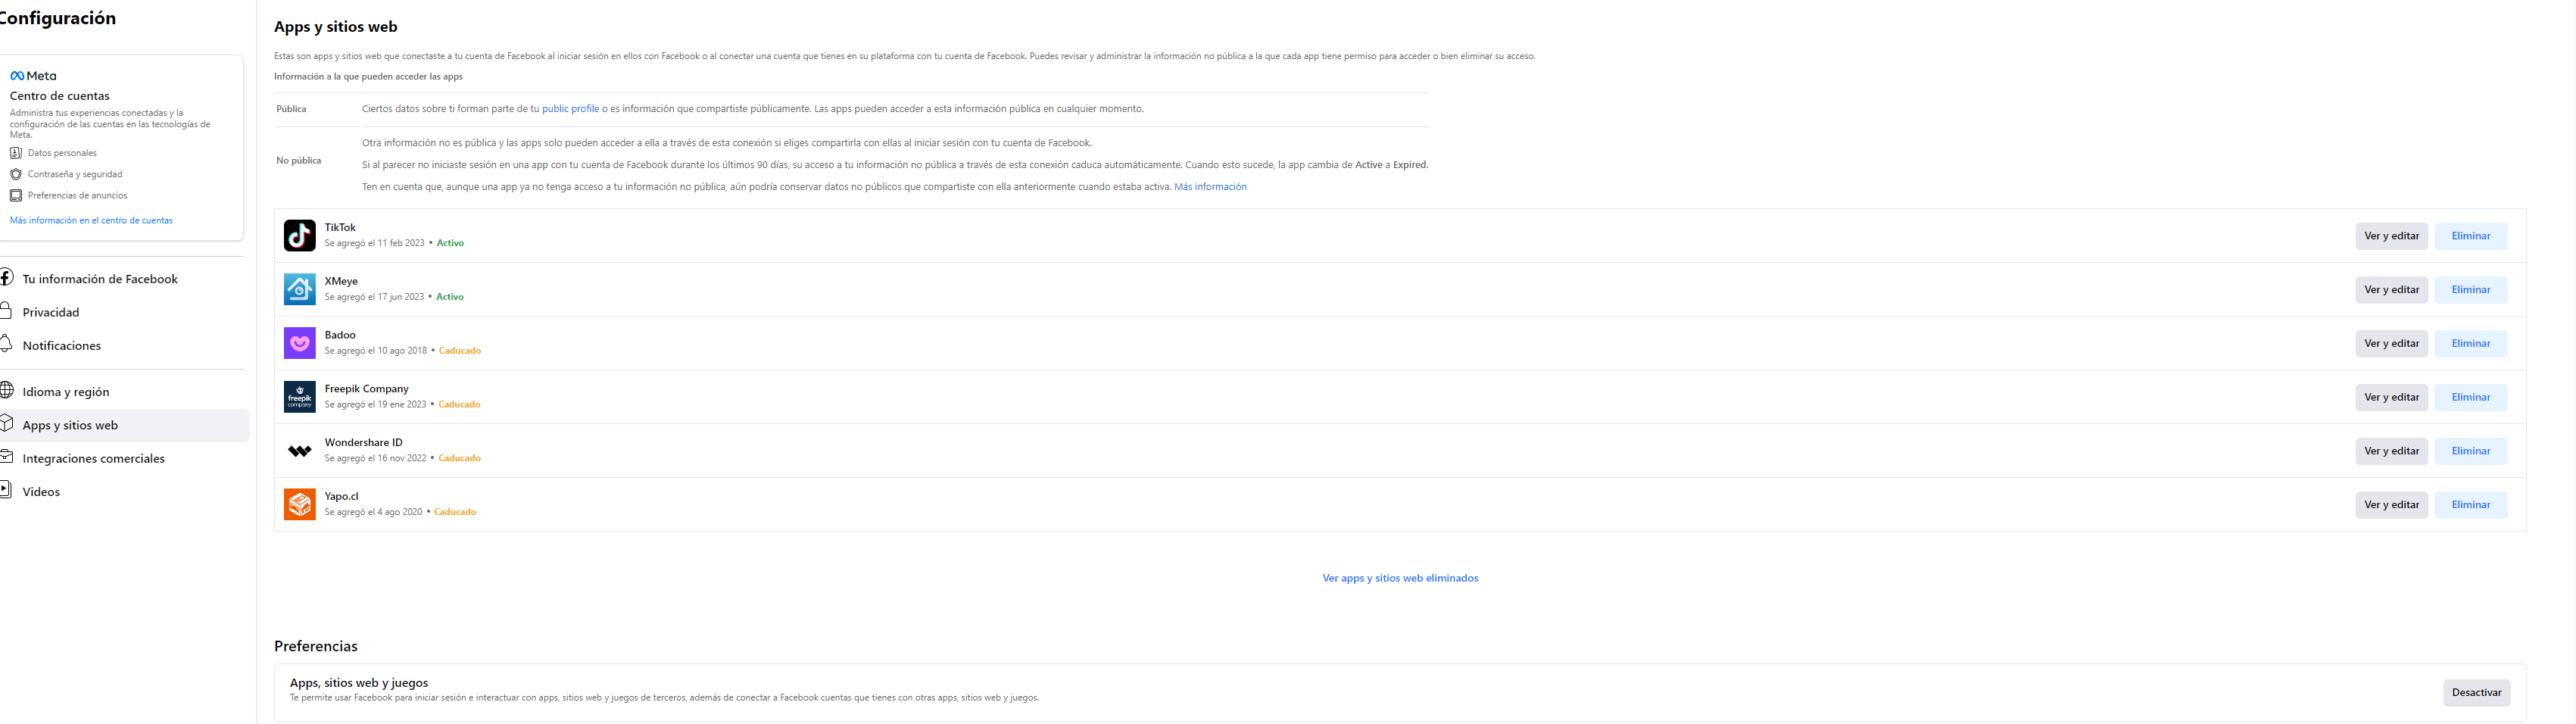 Configuración
Meta
Centro de cuentas
Administra tus experiencias conectadas y la
configuración de las cuentas en las tecnologías de
Meta.
Datos personales
Contraseña y seguridad
Preferencias de anuncios
Más información en el centro de cuentas
Tu información de Facebook
Privacidad
Notificaciones
Idioma y región
Apps y sitios web
Integraciones comerciales
Videos
Apps y sitios web
Estas son apps y sitios web que conectaste a tu cuenta de Facebook al iniciar sesión en ellos con Facebook o al conectar una cuenta que tienes en su plataforma con tu cuenta de Facebook. Puedes revisar y administrar la información no pública a la que cada app tiene permiso para acceder o bien eliminar su acceso.
Información a la que pueden acceder las apps
Pública
Ciertos datos sobre ti forman parte de tu public profile o es información que compartiste públicamente. Las apps pueden acceder a esta información pública en cualquier momento.
No pública
Otra información no es pública y las apps solo pueden acceder a ella a través de esta conexión si eliges compartirla con ellas al iniciar sesión con tu cuenta de Facebook.
Si al parecer no iniciaste sesión en una app con tu cuenta de Facebook durante los últimos 90 días, su acceso a tu información no pública a través de esta conexión caduca automáticamente. Cuando esto sucede, la app cambia de Active a Expired.
Ten en cuenta que, aunque una app ya no tenga acceso a tu información no pública, aún podría conservar datos no públicos que compartiste con ella anteriormente cuando estaba activa. Más información
TikTok
Se agregó el 11 feb 2023 • Activo
Ver y editar Eliminar
XMeye
Se agregó el 17 jun 2023 • Activo
Ver y editar Eliminar
Badoo
Se agregó el 10 ago 2018 • Caducado
Ver y editar Eliminar
freepik
company
Freepik Company
Se agregó el 19 ene 2023 • Caducado
Ver y editar Eliminar
Wondershare ID
Se agregó el 16 nov 2022 • Caducado
Ver y editar Eliminar
Yapo.cl
Se agregó el 4 ago 2020 • Caducado
Ver y editar Eliminar
Ver apps y sitios web eliminados
Preferencias
Apps, sitios web y juegos
Te permite usar Facebook para iniciar sesión e interactuar con apps, sitios web y juegos de terceros, además de conectar a Facebook cuentas que tienes con otras apps, sitios web y juegos.
Desactivar